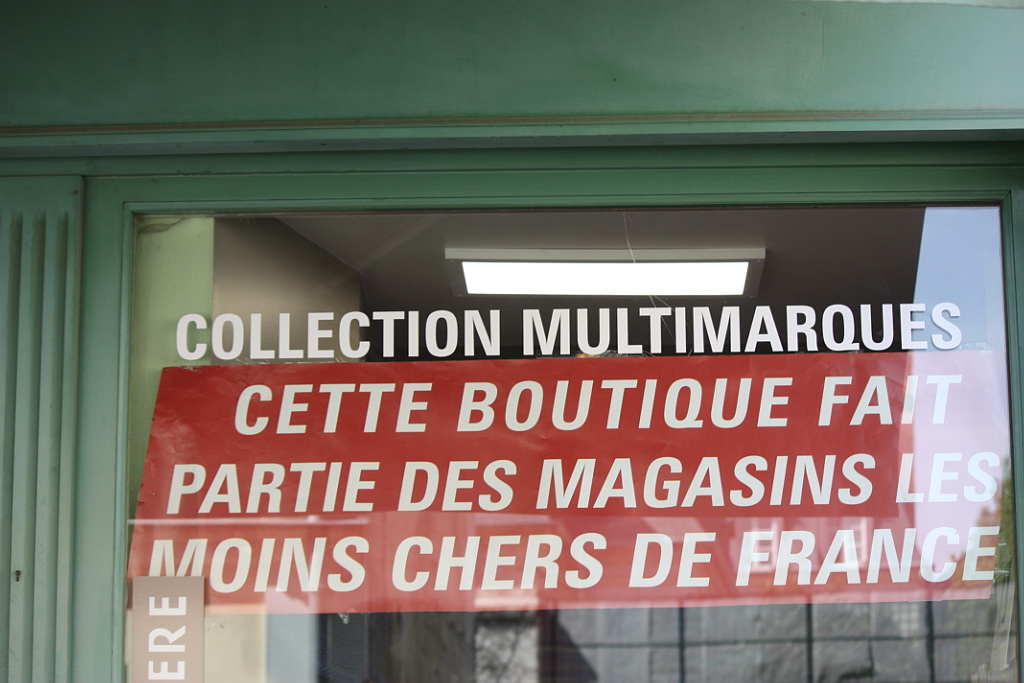 COLLECTION MULTIMARQUES
CETTE BOUTIQUE FAIT
PARTIE DES MAGASINS LES
MOINS CHERS DE FRANCE
ERE